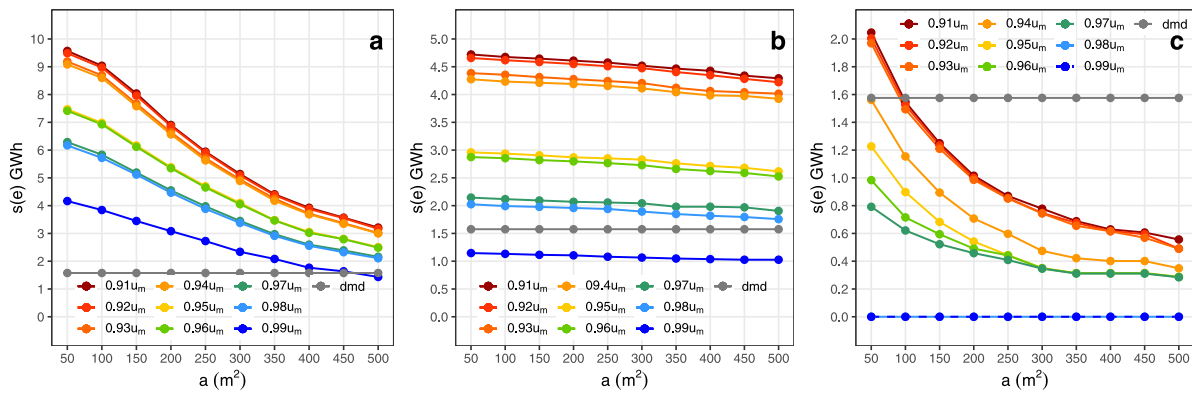 a
s(e) GWh
10
9
8
7
6
5
4
3
2
1
0
0.91uₘ 0.94uₘ 0.97uₘ dmd
0.92uₘ 0.95uₘ 0.98uₘ
0.93uₘ 0.96uₘ 0.99uₘ
50 100 150 200 250 300 350 400 450 500
a (m²)
b
s(e) GWh
5.0
4.5
4.0
3.5
3.0
2.5
2.0
1.5
1.0
0.5
0.0
0.91uₘ 09.4uₘ 0.97uₘ dmd
0.92uₘ 0.95uₘ 0.98uₘ
0.93uₘ 0.96uₘ 0.99uₘ
50 100 150 200 250 300 350 400 450 500
a (m²)
0.91uₘ 0.94uₘ 0.97uₘ dmd
0.92uₘ 0.95uₘ 0.98uₘ
0.93uₘ 0.96uₘ 0.99uₘ
c
s(e) GWh
2.0
1.8
1.6
1.4
1.2
1.0
0.8
0.6
0.4
0.2
0.0
50 100 150 200 250 300 350 400 450 500
a (m²)